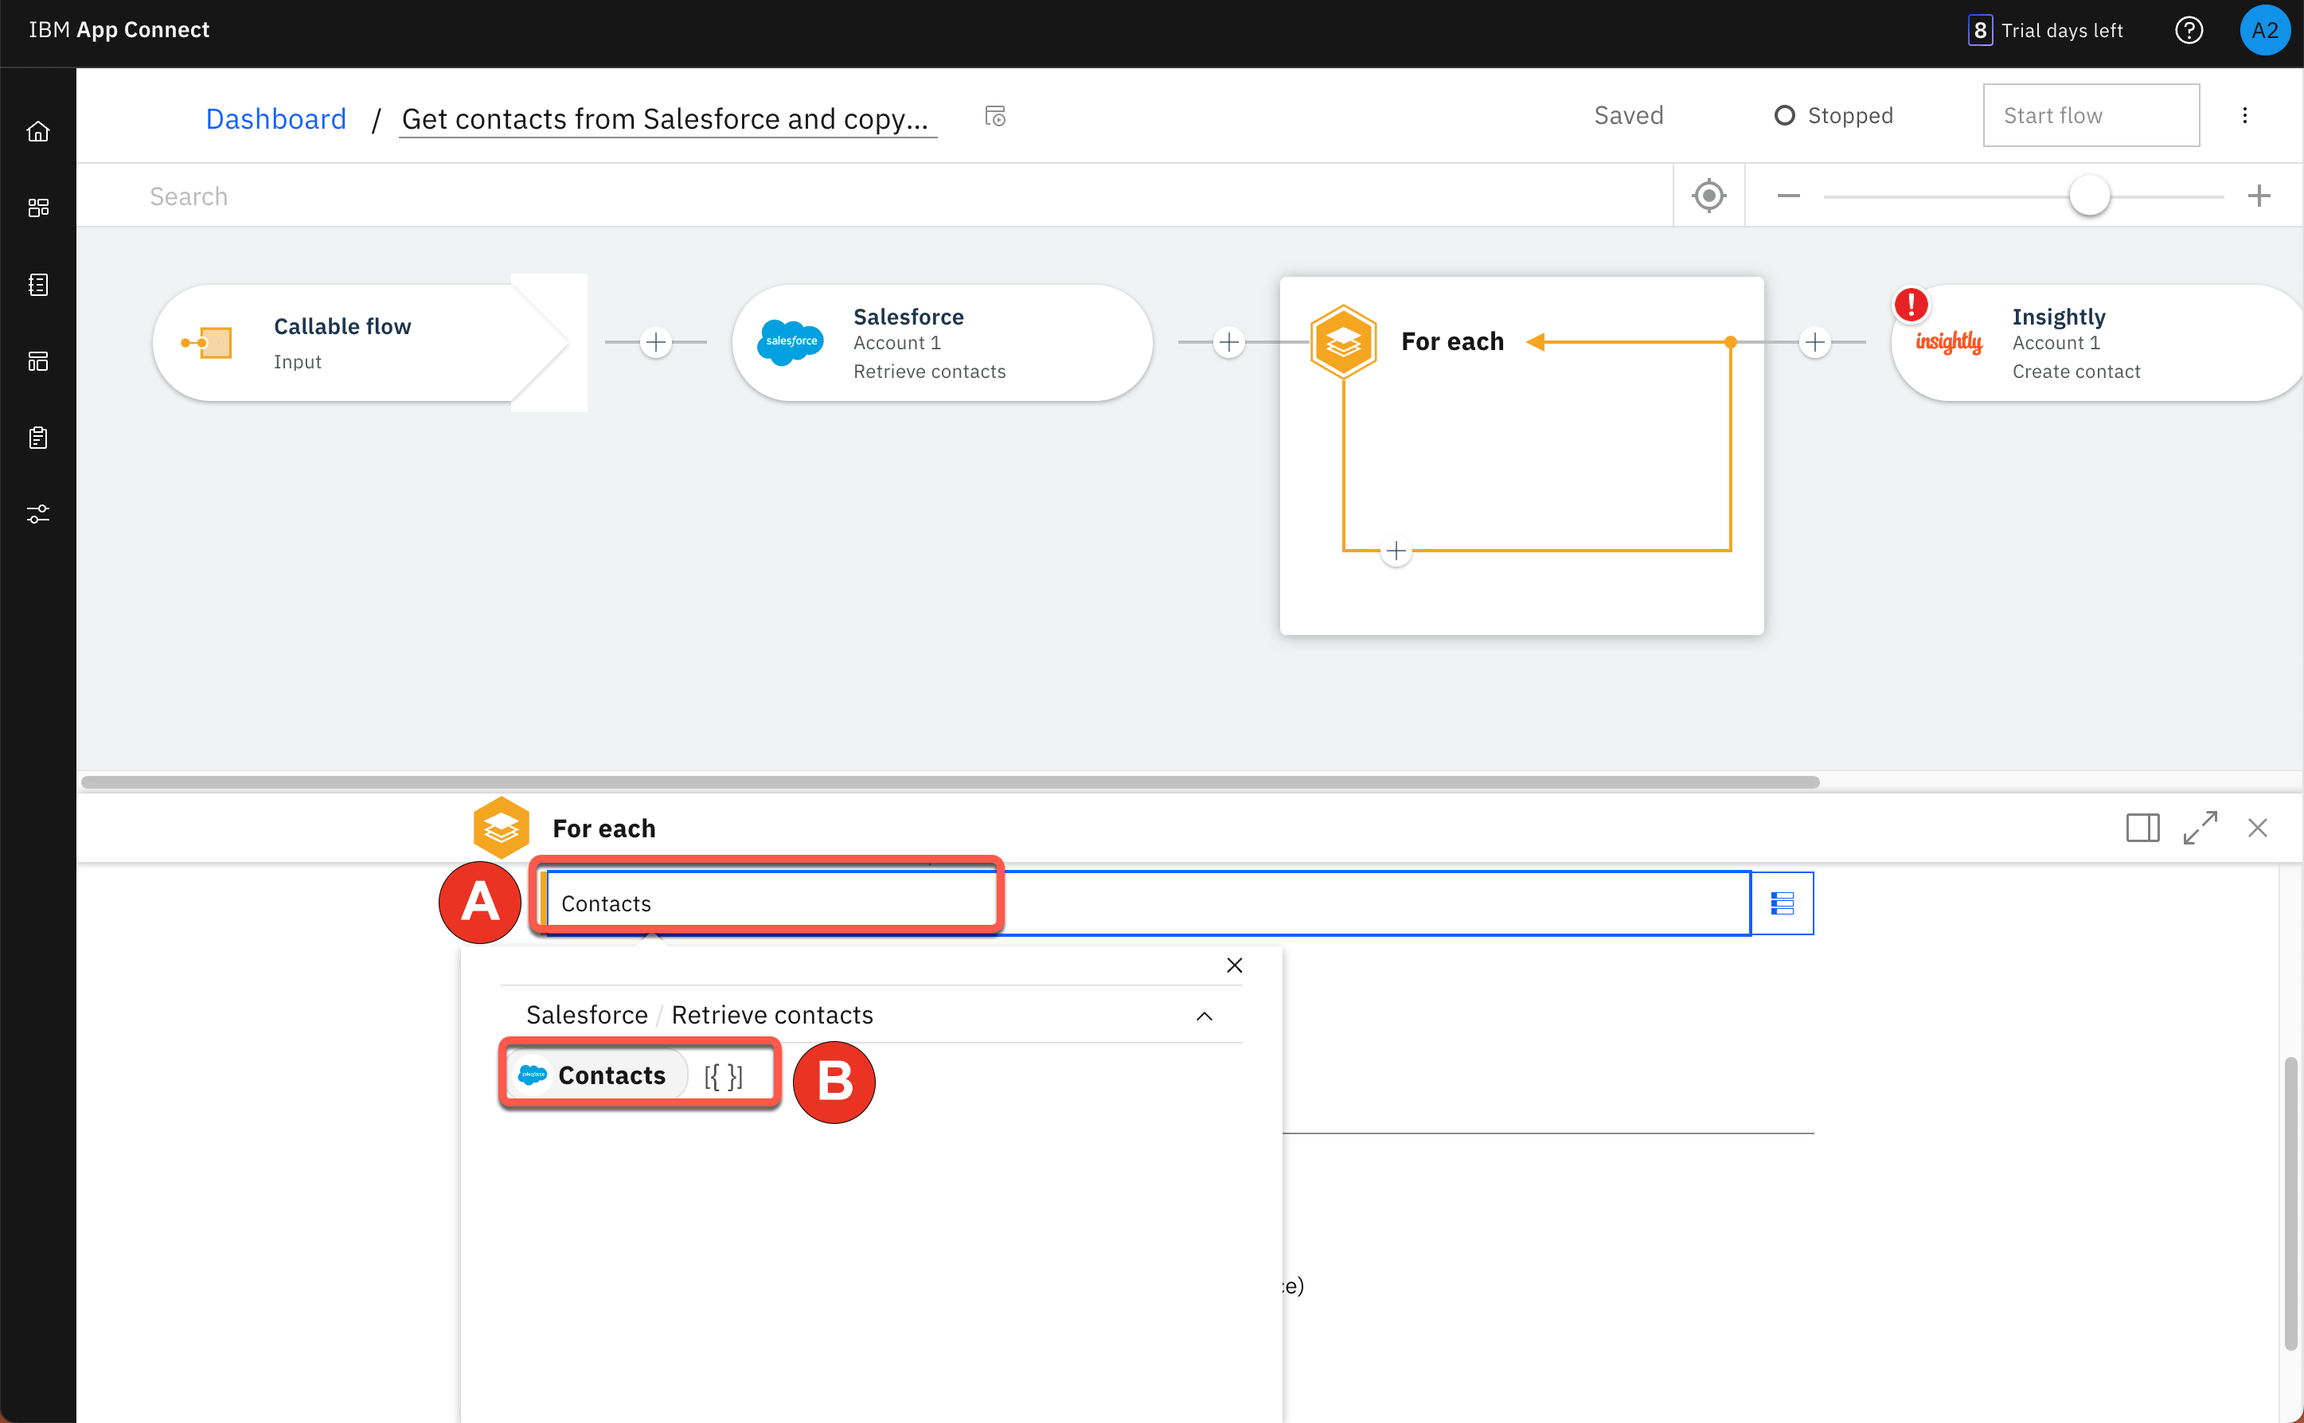 IBM App Connect
8 Trial days left
A2
Dashboard / Get contacts from Salesforce and copy...
Saved
Stopped
Start flow
Search
Callable flow
Input
salesforce
Salesforce
Account 1
Retrieve contacts
For each
!
insightly
Insightly
Account 1
Create contact
For each
A
Contacts
Salesforce / Retrieve contacts
Contacts [{ }]
B
ce)